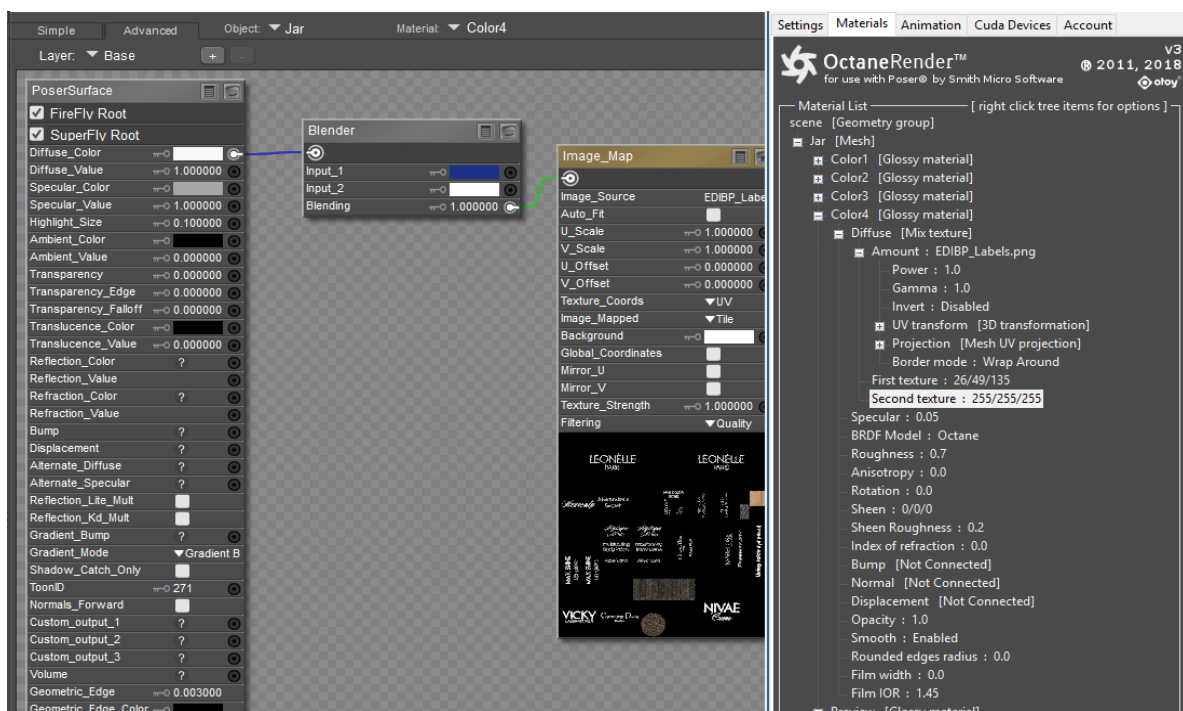 Simple Advanced Object: Jar Material: Color4
Layer: Base + -
PoserSurface
FireFly Root
SuperFly Root
Diffuse_Color
Diffuse_Value 1.000000
Specular_Color
Specular_Value 1.000000
Highlight_Size 0.100000
Ambient_Color
Ambient_Value 0.000000
Transparency 0.000000
Transparency_Edge 0.000000
Transparency_Falloff 0.000000
Translucence_Color
Translucence_Value 0.000000
Reflection_Color ?
Reflection_Value
Refraction_Color ?
Refraction_Value
Bump ?
Displacement ?
Alternate_Diffuse ?
Alternate_Specular ?
Reflection_Lite_Mult
Reflection_Kd_Mult
Gradient_Bump ?
Gradient_Mode Gradient B
Shadow_Catch_Only
ToonID 271
Normals_Forward
Custom_output_1 ?
Custom_output_2 ?
Custom_output_3 ?
Volume ?
Geometric_Edge 0.003000
Geometric_Edge_Color
Blender
Input_1
Input_2
Blending 1.000000
Image_Map
Image_Source EDIBP_Labe
Auto_Fit
U_Scale 1.000000
V_Scale 1.000000
U_Offset 0.000000
V_Offset 0.000000
Texture_Coords UV
Image_Mapped Tile
Background
Global_Coordinates
Mirror_U
Mirror_V
Texture_Strength 1.000000
Filtering Quality
LEONELLE LEONELLE
PARIS PARIS
MAX SHINE MAX SHINE
VICKY
NIVAE
Creme
Settings Materials Animation Cuda Devices Account
OctaneRender™ V3
® 2011, 2018
for use with Poser® by Smith Micro Software otoy
Material List [ right click tree items for options ]
scene [Geometry group]
Jar [Mesh]
Color1 [Glossy material]
Color2 [Glossy material]
Color3 [Glossy material]
Color4 [Glossy material]
Diffuse [Mix texture]
Amount : EDIBP_Labels.png
Power : 1.0
Gamma : 1.0
Invert : Disabled
UV transform [3D transformation]
Projection [Mesh UV projection]
Border mode : Wrap Around
First texture : 26/49/135
Second texture : 255/255/255
Specular : 0.05
BRDF Model : Octane
Roughness : 0.7
Anisotropy : 0.0
Rotation : 0.0
Sheen : 0/0/0
Sheen Roughness : 0.2
Index of refraction : 0.0
Bump [Not Connected]
Normal [Not Connected]
Displacement [Not Connected]
Opacity : 1.0
Smooth : Enabled
Rounded edges radius : 0.0
Film width : 0.0
Film IOR : 1.45
Preview [Glossy material]